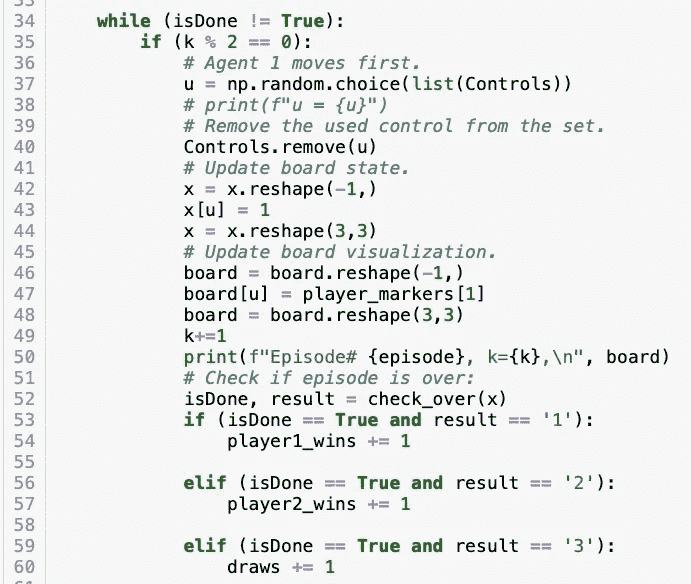 34 while (isDone != True):
35 if (k % 2 == 0):
36 # Agent 1 moves first.
37 u = np.random.choice(list(Controls))
38 # print(f"u = {u}")
39 # Remove the used control from the set.
40 Controls.remove(u)
41 # Update board state.
42 x = x.reshape(-1,)
43 x[u] = 1
44 x = x.reshape(3,3)
45 # Update board visualization.
46 board = board.reshape(-1,)
47 board[u] = player_markers[1]
48 board = board.reshape(3,3)
49 k+=1
50 print(f"Episode# {episode}, k={k},\n", board)
51 # Check if episode is over:
52 isDone, result = check_over(x)
53 if (isDone == True and result == '1'):
54 player1_wins += 1
55
56 elif (isDone == True and result == '2'):
57 player2_wins += 1
58
59 elif (isDone == True and result == '3'):
60 draws += 1